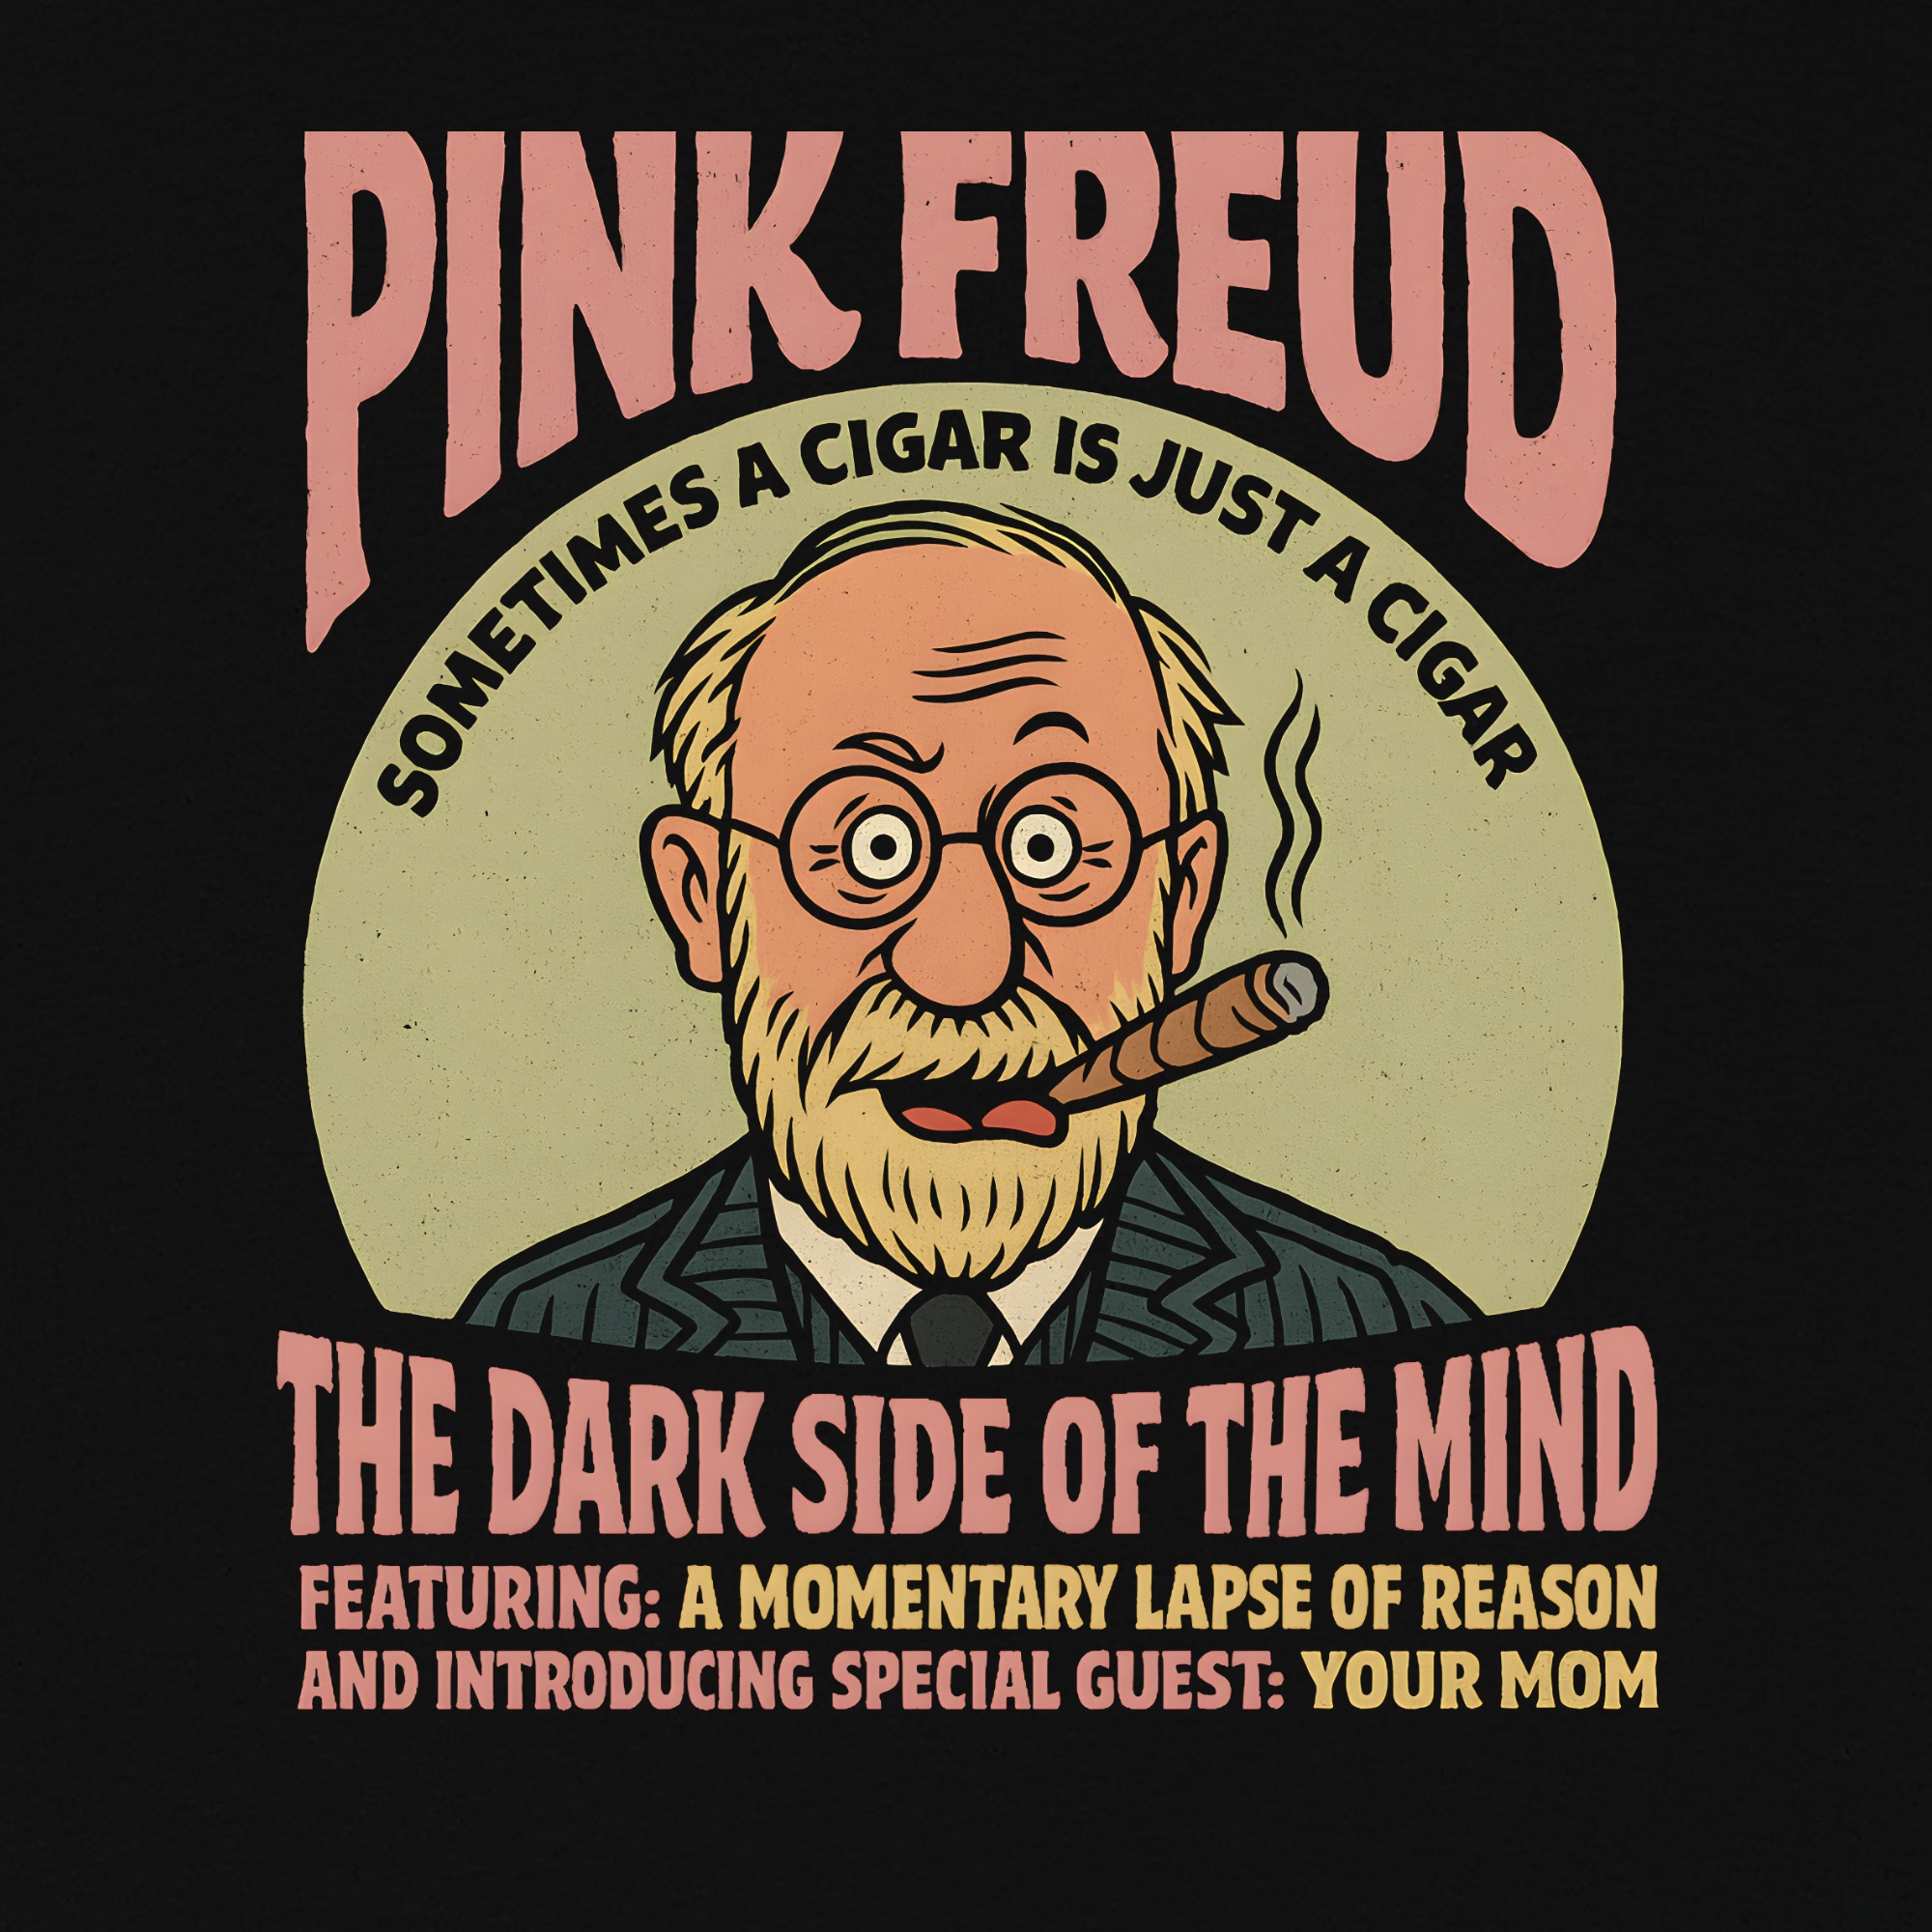 PINK FREUD
SOMETIMES A CIGAR IS JUST A CIGAR
THE DARK SIDE OF THE MIND
FEATURING: A MOMENTARY LAPSE OF REASON
AND INTRODUCING SPECIAL GUEST: YOUR MOM